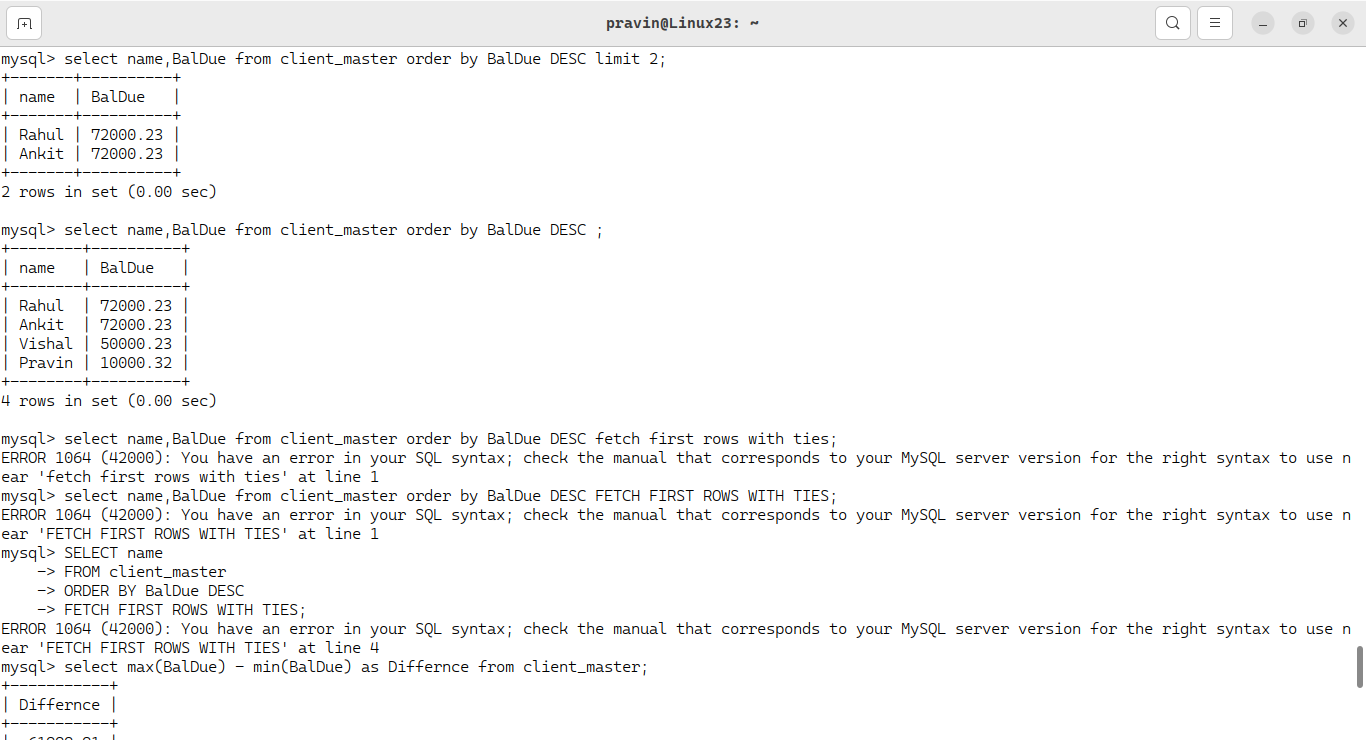 pravin@Linux23: ~
mysql> select name,BalDue from client_master order by BalDue DESC limit 2;
+-------+----------+
| name  | BalDue   |
+-------+----------+
| Rahul | 72000.23 |
| Ankit | 72000.23 |
+-------+----------+
2 rows in set (0.00 sec)
mysql> select name,BalDue from client_master order by BalDue DESC ;
+--------+----------+
| name   | BalDue   |
+--------+----------+
| Rahul  | 72000.23 |
| Ankit  | 72000.23 |
| Vishal | 50000.23 |
| Pravin | 10000.32 |
+--------+----------+
4 rows in set (0.00 sec)
mysql> select name,BalDue from client_master order by BalDue DESC fetch first rows with ties;
ERROR 1064 (42000): You have an error in your SQL syntax; check the manual that corresponds to your MySQL server version for the right syntax to use n
ear 'fetch first rows with ties' at line 1
mysql> select name,BalDue from client_master order by BalDue DESC FETCH FIRST ROWS WITH TIES;
ERROR 1064 (42000): You have an error in your SQL syntax; check the manual that corresponds to your MySQL server version for the right syntax to use n
ear 'FETCH FIRST ROWS WITH TIES' at line 1
mysql> SELECT name
    -> FROM client_master
    -> ORDER BY BalDue DESC
    -> FETCH FIRST ROWS WITH TIES;
ERROR 1064 (42000): You have an error in your SQL syntax; check the manual that corresponds to your MySQL server version for the right syntax to use n
ear 'FETCH FIRST ROWS WITH TIES' at line 4
mysql> select max(BalDue) - min(BalDue) as Differnce from client_master;
+-----------+
| Differnce |
+-----------+